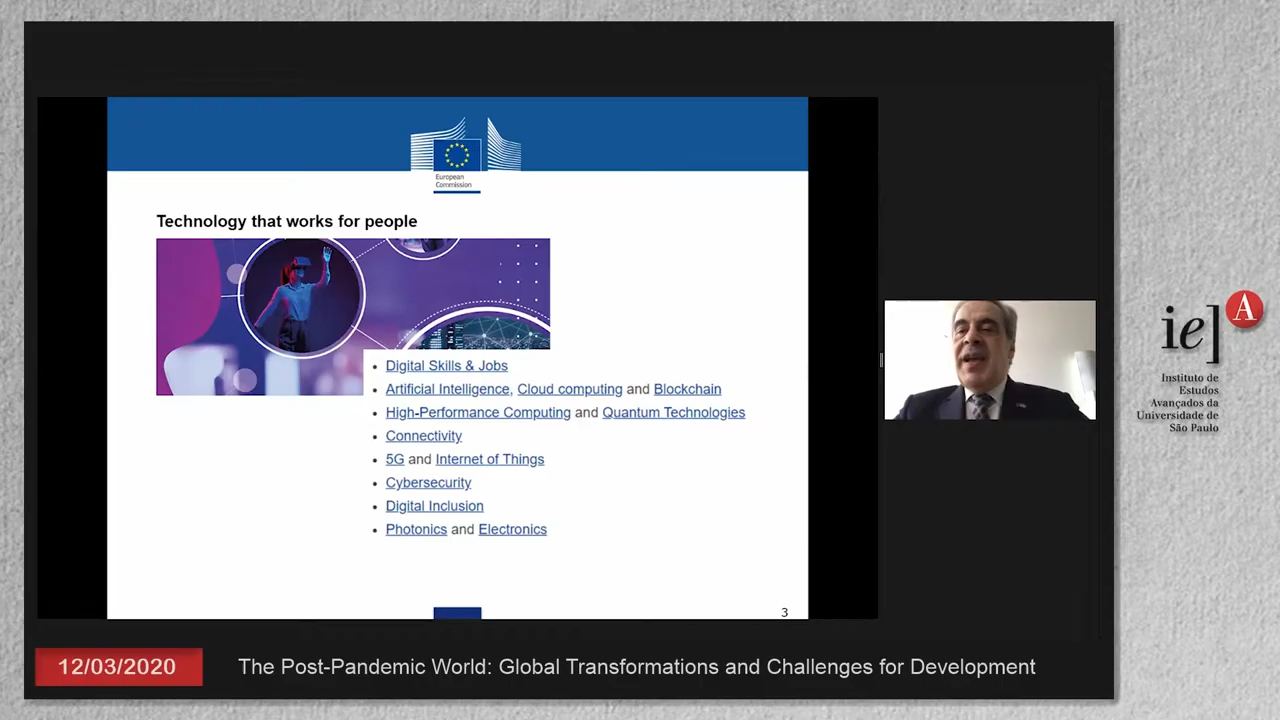 European
Commission
Technology that works for people
• Digital Skills & Jobs
• Artificial Intelligence, Cloud computing and Blockchain
• High-Performance Computing and Quantum Technologies
• Connectivity
• 5G and Internet of Things
• Cybersecurity
• Digital Inclusion
• Photonics and Electronics
3
ie] A
Instituto de
Estudos
Avançados da
Universidade de
São Paulo
12/03/2020 The Post-Pandemic World: Global Transformations and Challenges for Development